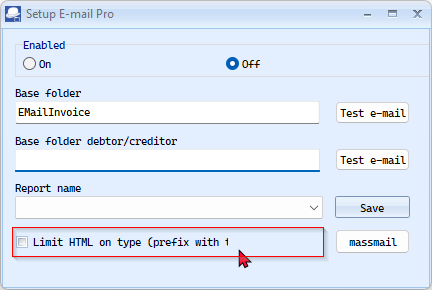 Setup E-mail Pro
Enabled
On Off
Base folder
EMailInvoice Test e-mail
Base folder debtor/creditor
Test e-mail
Report name
Save
Limit HTML on type (prefix with t massmail